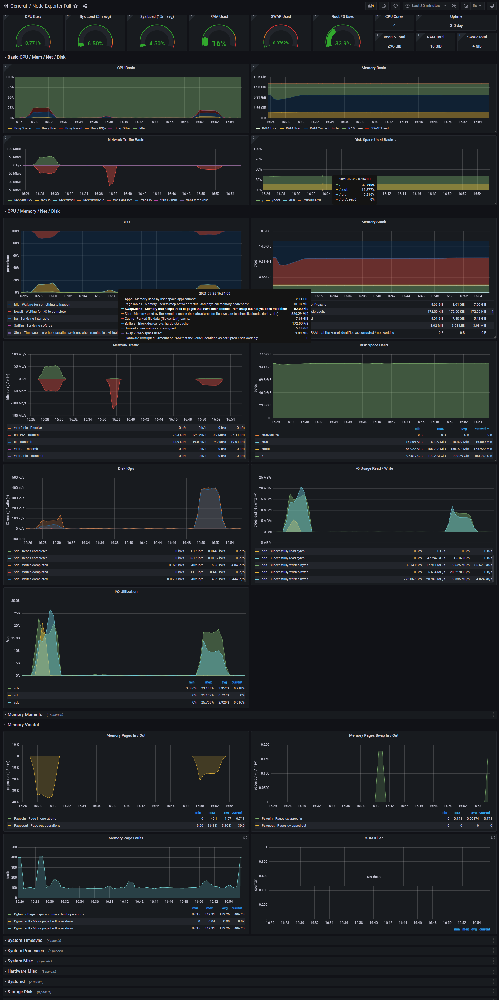 General / Node Exporter Full
Last 30 minutes
5s
CPU Busy
Sys Load (5m avg)
Sys Load (15m avg)
RAM Used
SWAP Used
Root FS Used
CPU Cores
Uptime
0.771%
6.50%
4.50%
16%
0.0762%
33.9%
4
3.0 day
RootFS Total
RAM Total
SWAP Total
296 GiB
16 GiB
4 GiB
Basic CPU / Mem / Net / Disk
CPU Basic
100%
75%
50%
25%
0%
16:26 16:28 16:30 16:32 16:34 16:36 16:38 16:40 16:42 16:44 16:46 16:48 16:50 16:52 16:54
Busy System Busy User Busy Iowait Busy IRQs Busy Other Idle
Memory Basic
18.6 GiB
14.0 GiB
9.31 GiB
4.66 GiB
0 B
16:26 16:28 16:30 16:32 16:34 16:36 16:38 16:40 16:42 16:44 16:46 16:48 16:50 16:52 16:54
RAM Total RAM Used RAM Cache + Buffer RAM Free SWAP Used
Network Traffic Basic
100 Mb/s
50 Mb/s
0 b/s
-50 Mb/s
-100 Mb/s
-150 Mb/s
16:26 16:28 16:30 16:32 16:34 16:36 16:38 16:40 16:42 16:44 16:46 16:48 16:50 16:52 16:54
recv ens192 recv lo recv virbr0 recv virbr0-nic trans ens192 trans lo trans virbr0 trans virbr0-nic
Disk Space Used Basic
100%
75%
50%
25%
0%
16:26 16:28 16:30 16:32 16:34 16:42 16:44 16:46 16:48 16:50 16:52 16:54
/ /boot /run /run/user/0
2021-07-26 16:34:00
/: 33.790%
/boot: 15.377%
/run: 0.210%
/run/user/0: 0%
CPU / Memory / Net / Disk
CPU
percentage
100%
80%
60%
40%
20%
0%
16:26 16:28 16:30 16:32 16:34 16:36 16:38
Idle - Waiting for something to happen
Iowait - Waiting for I/O to complete
Irq - Servicing interrupts
Softirq - Servicing softirqs
Steal - Time spent in other operating systems when running in a virtuali
Memory Stack
bytes
18.6 GiB
14.0 GiB
9.31 GiB
4.66 GiB
16:32 16:34 16:36 16:38 16:40 16:42 16:44 16:46 16:48 16:50 16:52 16:54
ent) cache 5.66 GiB 8.01 GiB 7.60 GiB
) cache 172.00 KiB 172.00 KiB 172.00 KiB 1
d 5.01 GiB 7.40 GiB 5.43 GiB
3.02 MiB 3.03 MiB 3.03 MiB
RAM that the kernel identified as corrupted / not working 0 B 0 B 0 B
2021-07-26 16:31:00
Apps - Memory used by user-space applications: 2.11 GiB
PageTables - Memory used to map between virtual and physical memory addresses: 10.13 MiB
SwapCache - Memory that keeps track of pages that have been fetched from swap but not yet been modified: 52.00 KiB
Slab - Memory used by the kernel to cache data structures for its own use (caches like inode, dentry, etc): 520.29 MiB
Cache - Parked file data (file content) cache: 7.69 GiB
Buffers - Block device (e.g. harddisk) cache: 172.00 KiB
Unused - Free memory unassigned: 5.33 GiB
Swap - Swap space used: 3.03 MiB
Hardware Corrupted - Amount of RAM that the kernel identified as corrupted / not working: 0 B
Network Traffic
bits out (-) / in (+)
100 Mb/s
50 Mb/s
0 b/s
-50 Mb/s
-100 Mb/s
-150 Mb/s
16:26 16:28 16:30 16:32 16:34 16:36 16:38 16:40 16:42 16:44 16:46 16:48 16:50 16:52 16:54
virbr0-nic - Receive 0 b/s 0 b/s 0 b/s 0 b/s
ens192 - Transmit 22.3 kb/s 124 Mb/s 10.9 Mb/s 27.4 kb/s
lo - Transmit 18.9 kb/s 19.0 kb/s 19.0 kb/s 19.0 kb/s
virbr0 - Transmit 0 b/s 0 b/s 0 b/s 0 b/s
virbr0-nic - Transmit 0 b/s 0 b/s 0 b/s 0 b/s
Disk Space Used
bytes
116 GiB
93.1 GiB
69.8 GiB
46.6 GiB
23.3 GiB
0 B
16:26 16:28 16:30 16:32 16:34 16:36 16:38 16:40 16:42 16:44 16:46 16:48 16:50 16:52 16:54
min max avg current
/run/user/0 0 B 0 B 0 B 0 B
/run 16.809 MiB 16.809 MiB 16.809 MiB 16.809 MiB
/boot 155.922 MiB 155.922 MiB 155.922 MiB 155.922 MiB
/ 97.517 GiB 100.273 GiB 99.829 GiB 100.273 GiB
Disk IOps
IO read (-) / write (+)
500 io/s
400 io/s
300 io/s
200 io/s
100 io/s
0 io/s
-100 io/s
16:26 16:28 16:30 16:32 16:34 16:36 16:38 16:40 16:42 16:44 16:46 16:48 16:50 16:52 16:54
sda - Reads completed 0 io/s 1.17 io/s 0.0446 io/s 0 io/s
sdc - Reads completed 0 io/s 0.517 io/s 0.0167 io/s 0 io/s
sda - Writes completed 0.978 io/s 402 io/s 53.6 io/s 4.04 io/s
sdb - Writes completed 0 io/s 11.1 io/s 0.415 io/s 0 io/s
sdc - Writes completed 0.0667 io/s 402 io/s 43.9 io/s 0.444 io/s
I/O Usage Read / Write
bytes read (-) / write (+)
25 MB/s
20 MB/s
15 MB/s
10 MB/s
5 MB/s
0 B/s
-5 MB/s
sdb - Successfully read bytes 0 B/s 0 B/s 0 B/s 0 B/s
sdc - Successfully read bytes 0 B/s 47.242 kB/s 1.516 kB/s 0 B/s
sda - Successfully written bytes 8.874 kB/s 17.911 MB/s 2.625 MB/s 35.679 kB/s
sdb - Successfully written bytes 0 B/s 5.604 MB/s 209.270 kB/s 0 B/s
sdc - Successfully written bytes 273.067 B/s 20.940 MB/s 2.385 MB/s 4.824 kB/s
I/O Utilization
%util
30.0%
25%
20%
15.0%
10%
5%
0%
min max avg current
sda 0.036% 23.148% 3.952% 0.218%
sdb 0% 21.132% 0.727% 0%
sdc 0% 26.708% 2.920% 0.016%
Memory Meminfo (15 panels)
Memory Vmstat
Memory Pages In / Out
pages out (-) / in (+)
10 K
0
-10 K
-20 K
-30 K
-40 K
16:26 16:28 16:30 16:32 16:34 16:36 16:38 16:40 16:42 16:44 16:46 16:48 16:50 16:52 16:54
min max avg current
Pagesin - Page in operations 0 46.1 1.57 0.711
Pagesout - Page out operations 9.20 36.3 K 5.10 K 39.6
Memory Pages Swap In / Out
pages out (-) / in (+)
0.200
0.150
0.100
0.0500
0
16:26 16:28 16:30 16:32 16:34 16:36 16:38 16:40 16:42 16:44 16:46 16:48 16:50 16:52 16:54
min max avg current
Pswpin - Pages swapped in 0 0.178 0.00874 0.178
Pswpout - Pages swapped out 0 0 0 0
Memory Page Faults
faults
500
400
300
200
100
0
16:26 16:28 16:30 16:32 16:34 16:36 16:38 16:40 16:42 16:44 16:46 16:48 16:50 16:52 16:54
min max avg current
Pgfault - Page major and minor fault operations 87.15 412.91 132.26 406.23
Pgmajfault - Major page fault operations 0 0.04 0.00 0.02
Pgminfault - Minor page fault operations 87.15 412.91 132.26 406.20
OOM Killer
counter
1
0.800
0.600
0.400
0.200
0
No data
16:26 16:28 16:30 16:32 16:34 16:36 16:38 16:40 16:42 16:44 16:46 16:48 16:50 16:52 16:54
min max avg current
System Timesync (4 panels)
System Processes (7 panels)
System Misc (7 panels)
Hardware Misc (3 panels)
Systemd (2 panels)
Storage Disk (8 panels)